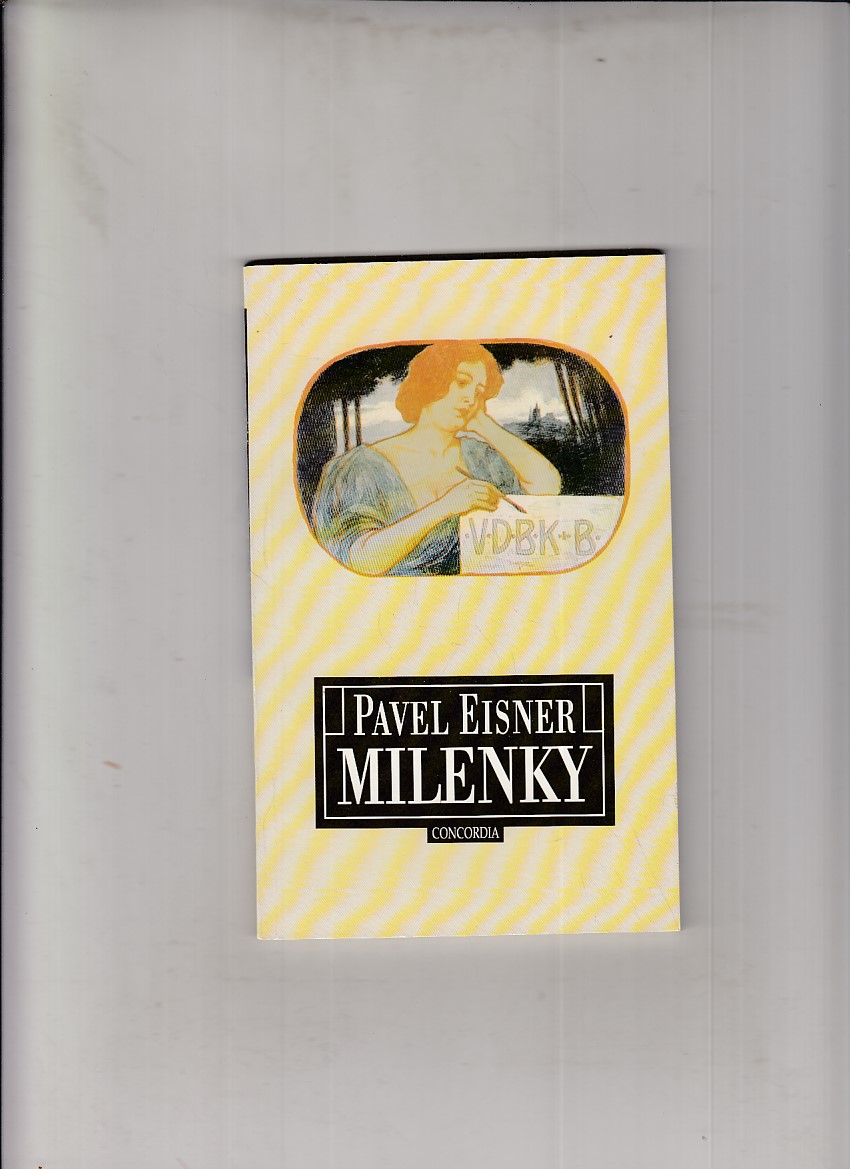 ·V·D·B·K·I·B·
PAVEL EISNER
MILENKY
CONCORDIA